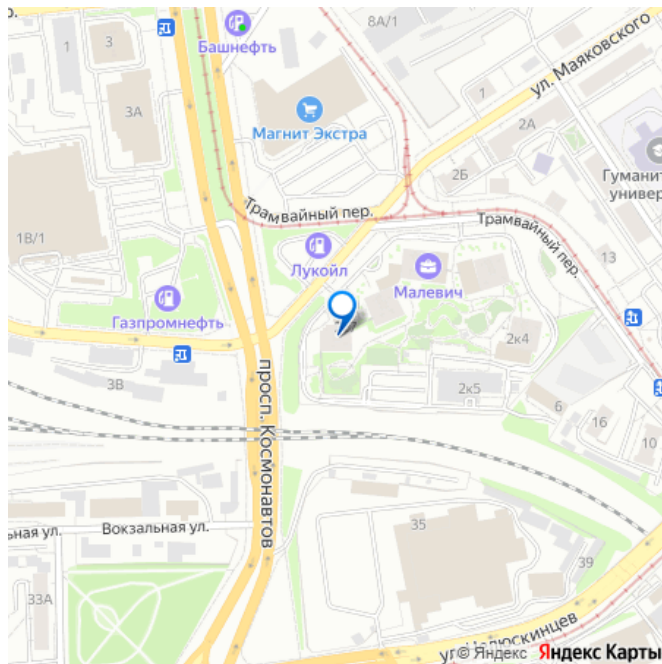 8А/1
Башнефть
1
3
3А
ул. Маяковского
1
2А
Магнит Экстра
2Б
Трамвайный пер.
Трамвайный пер.
1В/1
Лукойл
13
Малевич
Газпромнефть
2к4
3В
2к5
6
16
10
просп. Космонавтов
Вокзальная ул.
35
39
33А
© Яндекс Яндекс Карты